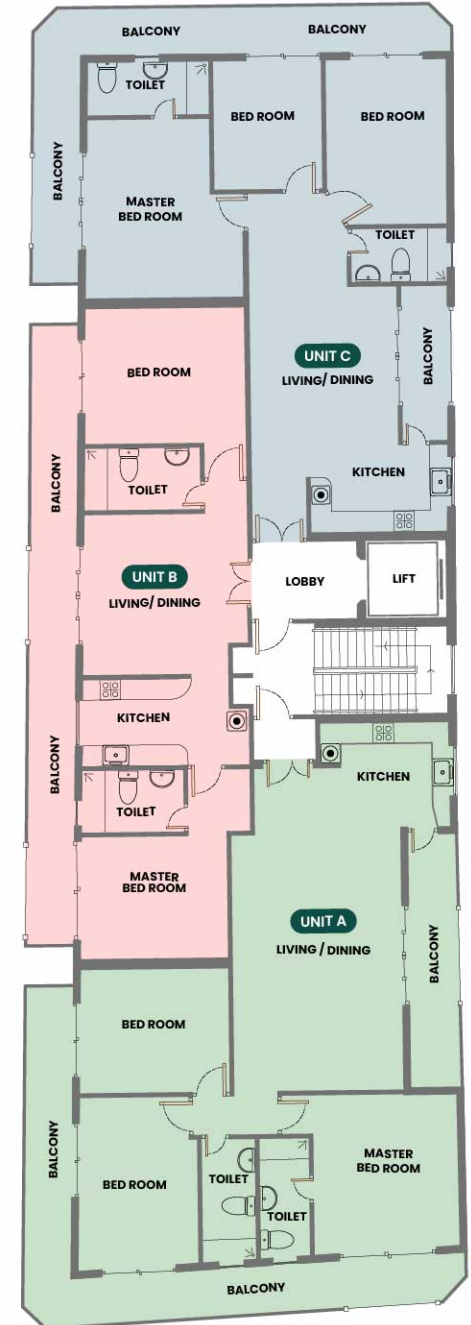 BALCONY
BALCONY
TOILET
BED ROOM
BED ROOM
BALCONY
MASTER
BED ROOM
TOILET
UNIT C
LIVING/ DINING
BALCONY
BED ROOM
KITCHEN
BALCONY
TOILET
UNIT B
LIVING/ DINING
LOBBY
LIFT
KITCHEN
BALCONY
TOILET
KITCHEN
MASTER
BED ROOM
UNIT A
LIVING / DINING
BALCONY
BED ROOM
BALCONY
BED ROOM
TOILET
TOILET
MASTER
BED ROOM
BALCONY